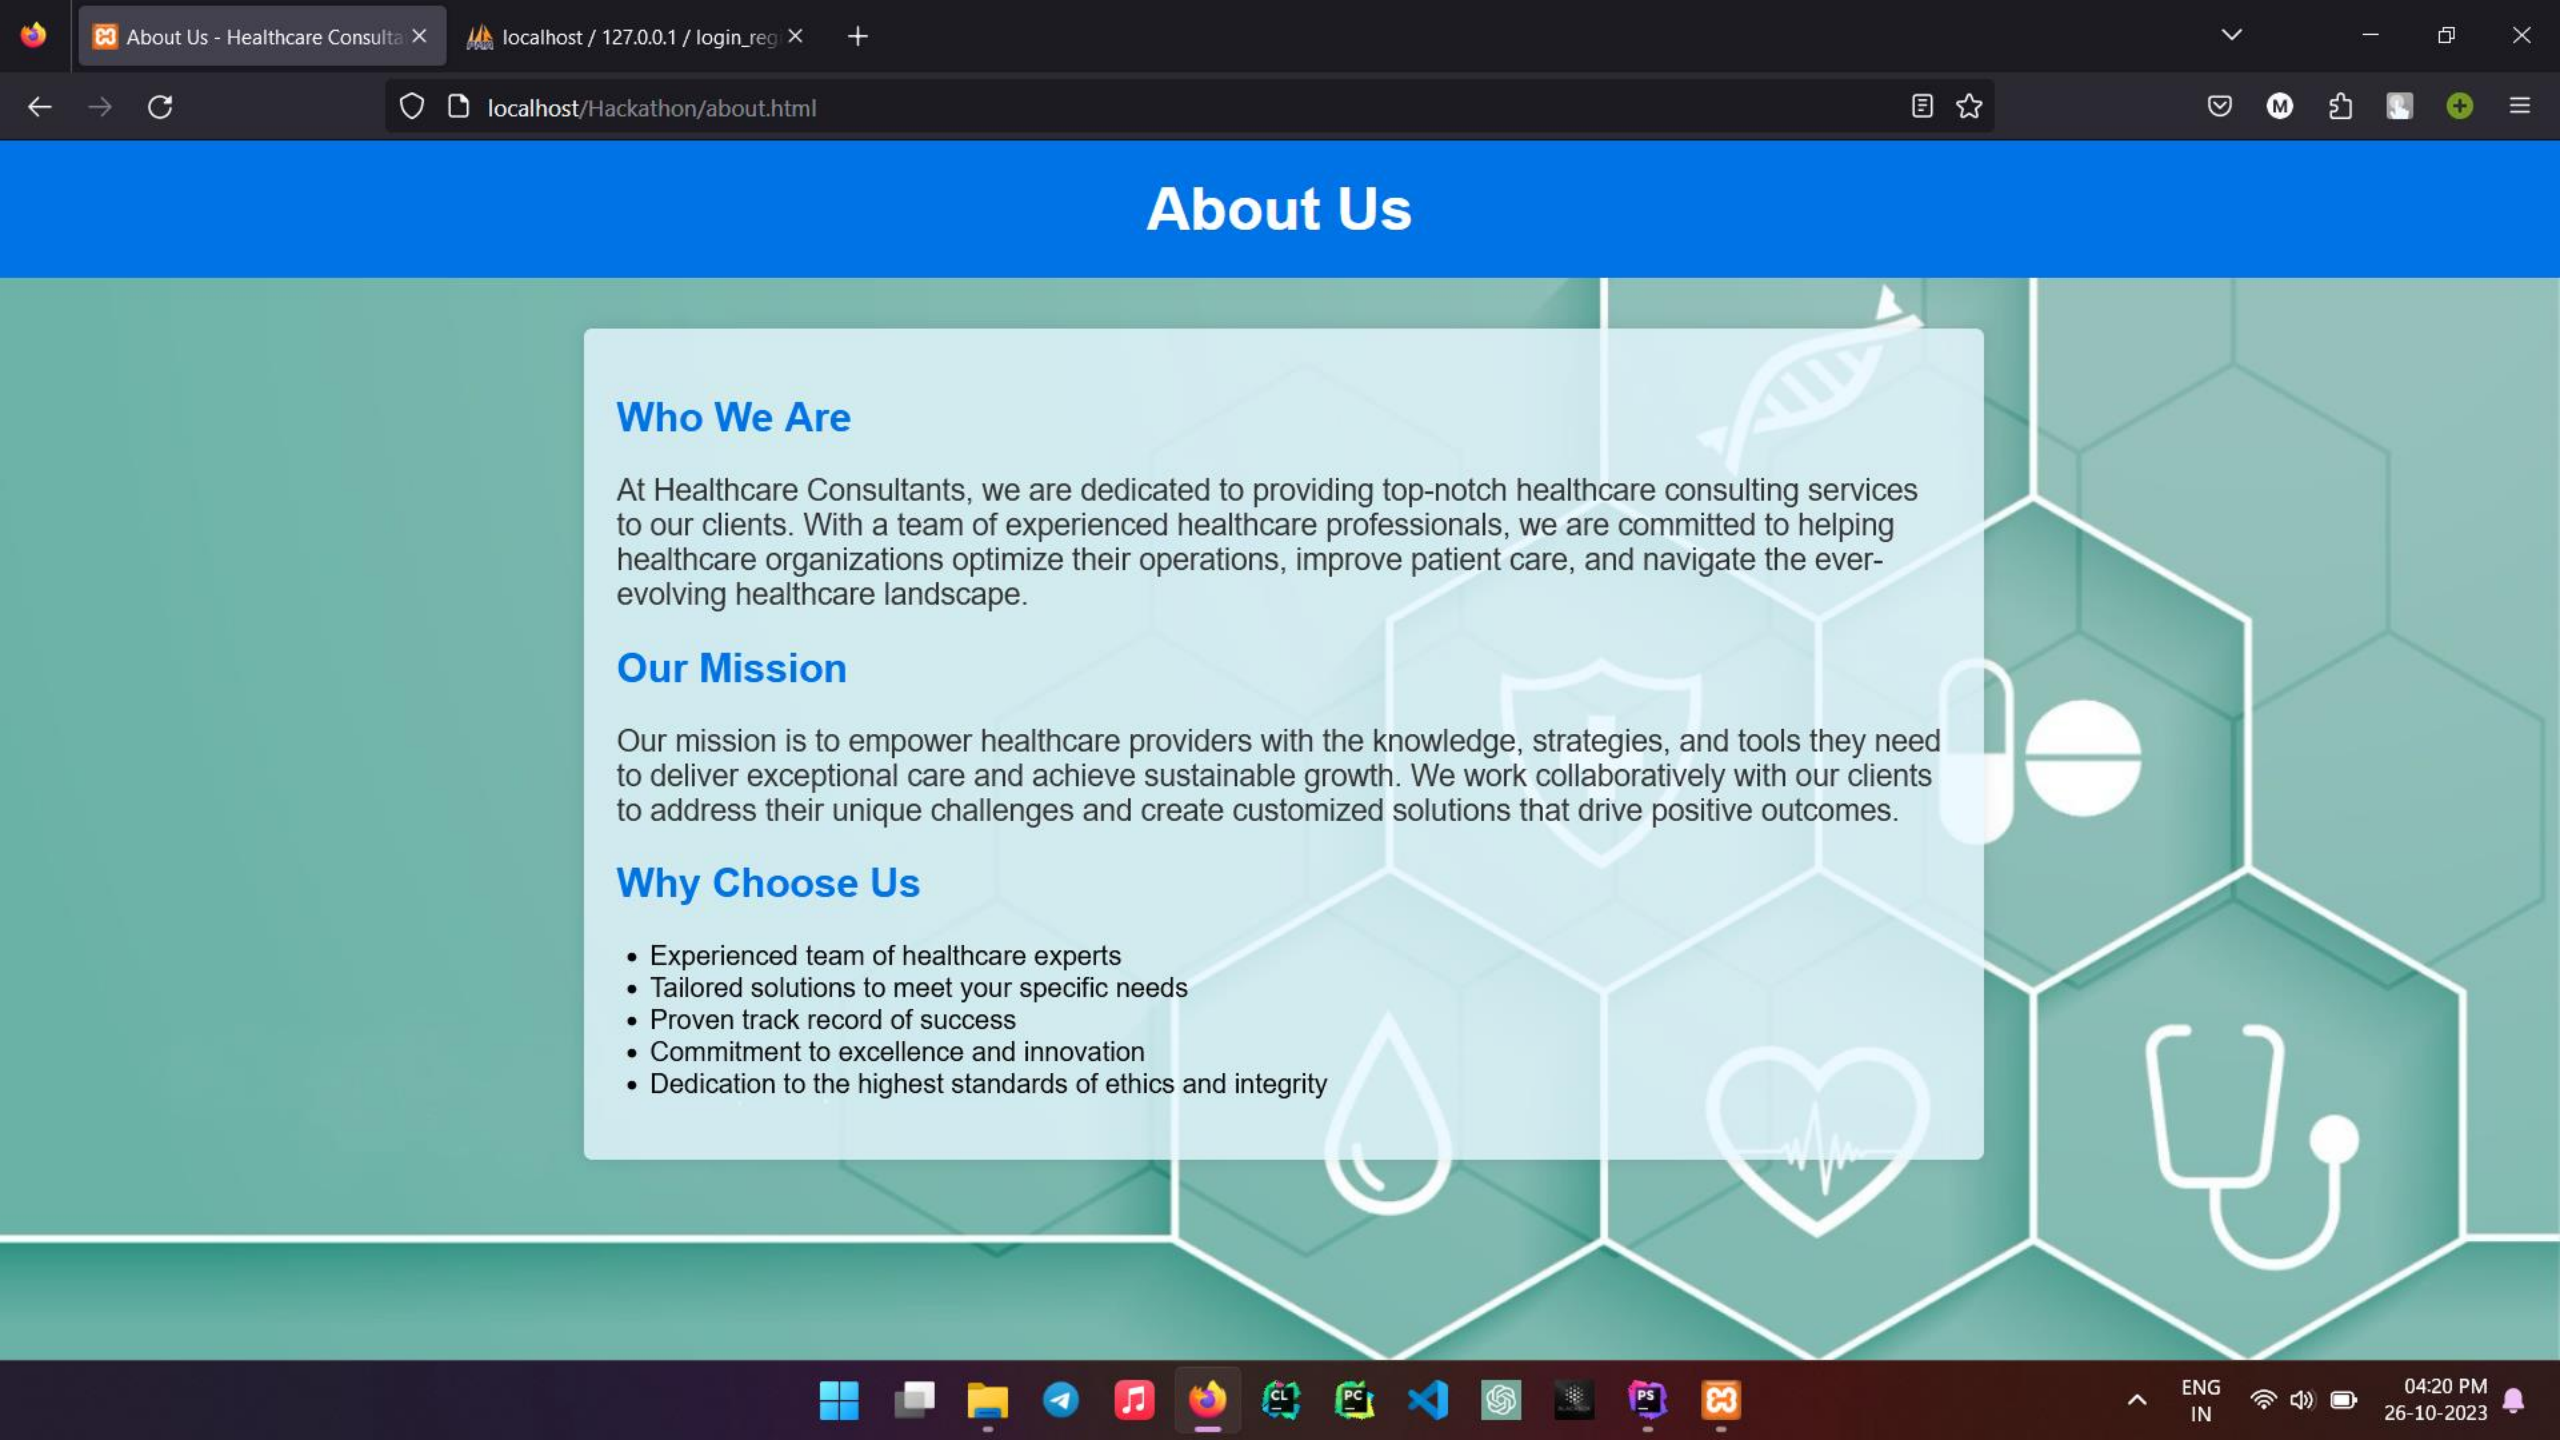 About Us - Healthcare Consulta
localhost / 127.0.0.1 / login_reg
localhost/Hackathon/about.html
M
About Us
Who We Are
At Healthcare Consultants, we are dedicated to providing top-notch healthcare consulting services
to our clients. With a team of experienced healthcare professionals, we are committed to helping
healthcare organizations optimize their operations, improve patient care, and navigate the ever-
evolving healthcare landscape.
Our Mission
Our mission is to empower healthcare providers with the knowledge, strategies, and tools they need
to deliver exceptional care and achieve sustainable growth. We work collaboratively with our clients
to address their unique challenges and create customized solutions that drive positive outcomes.
Why Choose Us
• Experienced team of healthcare experts
• Tailored solutions to meet your specific needs
• Proven track record of success
• Commitment to excellence and innovation
• Dedication to the highest standards of ethics and integrity
CL
PC
PS
ENG
IN
04:20 PM
26-10-2023